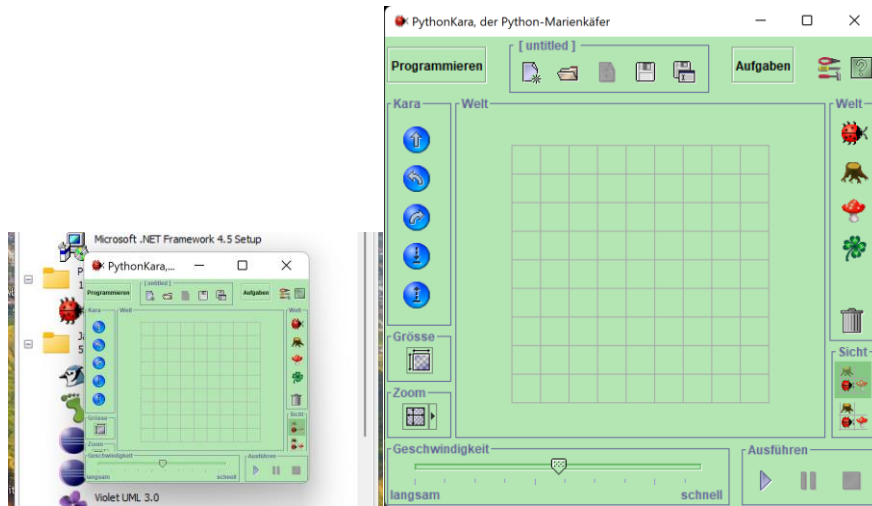 Microsoft .NET Framework 4.5 Setup
P
1
J
5
PythonKara,...
Programmieren
[untitled]
Aufgaben
Kara
Welt
Welt
Grösse
Sicht
Zoom
Geschwindigkeit
Ausführen
langsam
schnell
Violet UML 3.0
PythonKara, der Python-Marienkäfer
Programmieren
[ untitled ]
Aufgaben
Kara
Welt
Welt
Grösse
Sicht
Zoom
Geschwindigkeit
Ausführen
langsam
schnell